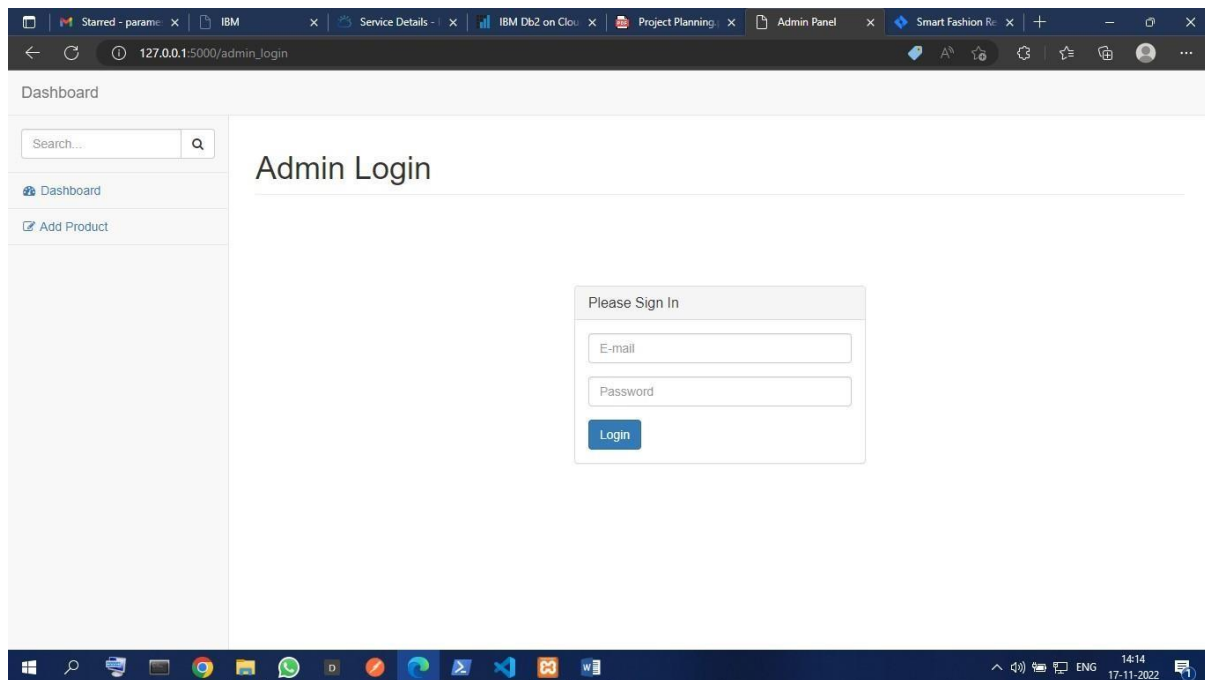 Starred - parame
IBM
Service Details - I
IBM Db2 on Clou
Project Planning.
Admin Panel
Smart Fashion Re
127.0.0.1:5000/admin_login
Dashboard
Search...
Admin Login
Dashboard
Add Product
Please Sign In
E-mail
Password
Login
ENG
14:14
17-11-2022